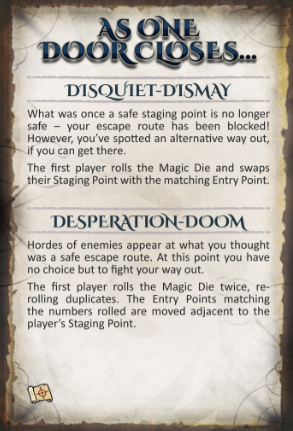 AS ONE
DOOR CLOSES...
DISQUIET-DISMAY
What was once a safe staging point is no longer
safe – your escape route has been blocked!
However, you've spotted an alternative way out,
if you can get there.
The first player rolls the Magic Die and swaps
their Staging Point with the matching Entry Point.
DESPERATION-DOOM
Hordes of enemies appear at what you thought
was a safe escape route. At this point you have
no choice but to fight your way out.
The first player rolls the Magic Die twice, re-
rolling duplicates. The Entry Points matching
the numbers rolled are moved adjacent to the
player's Staging Point.